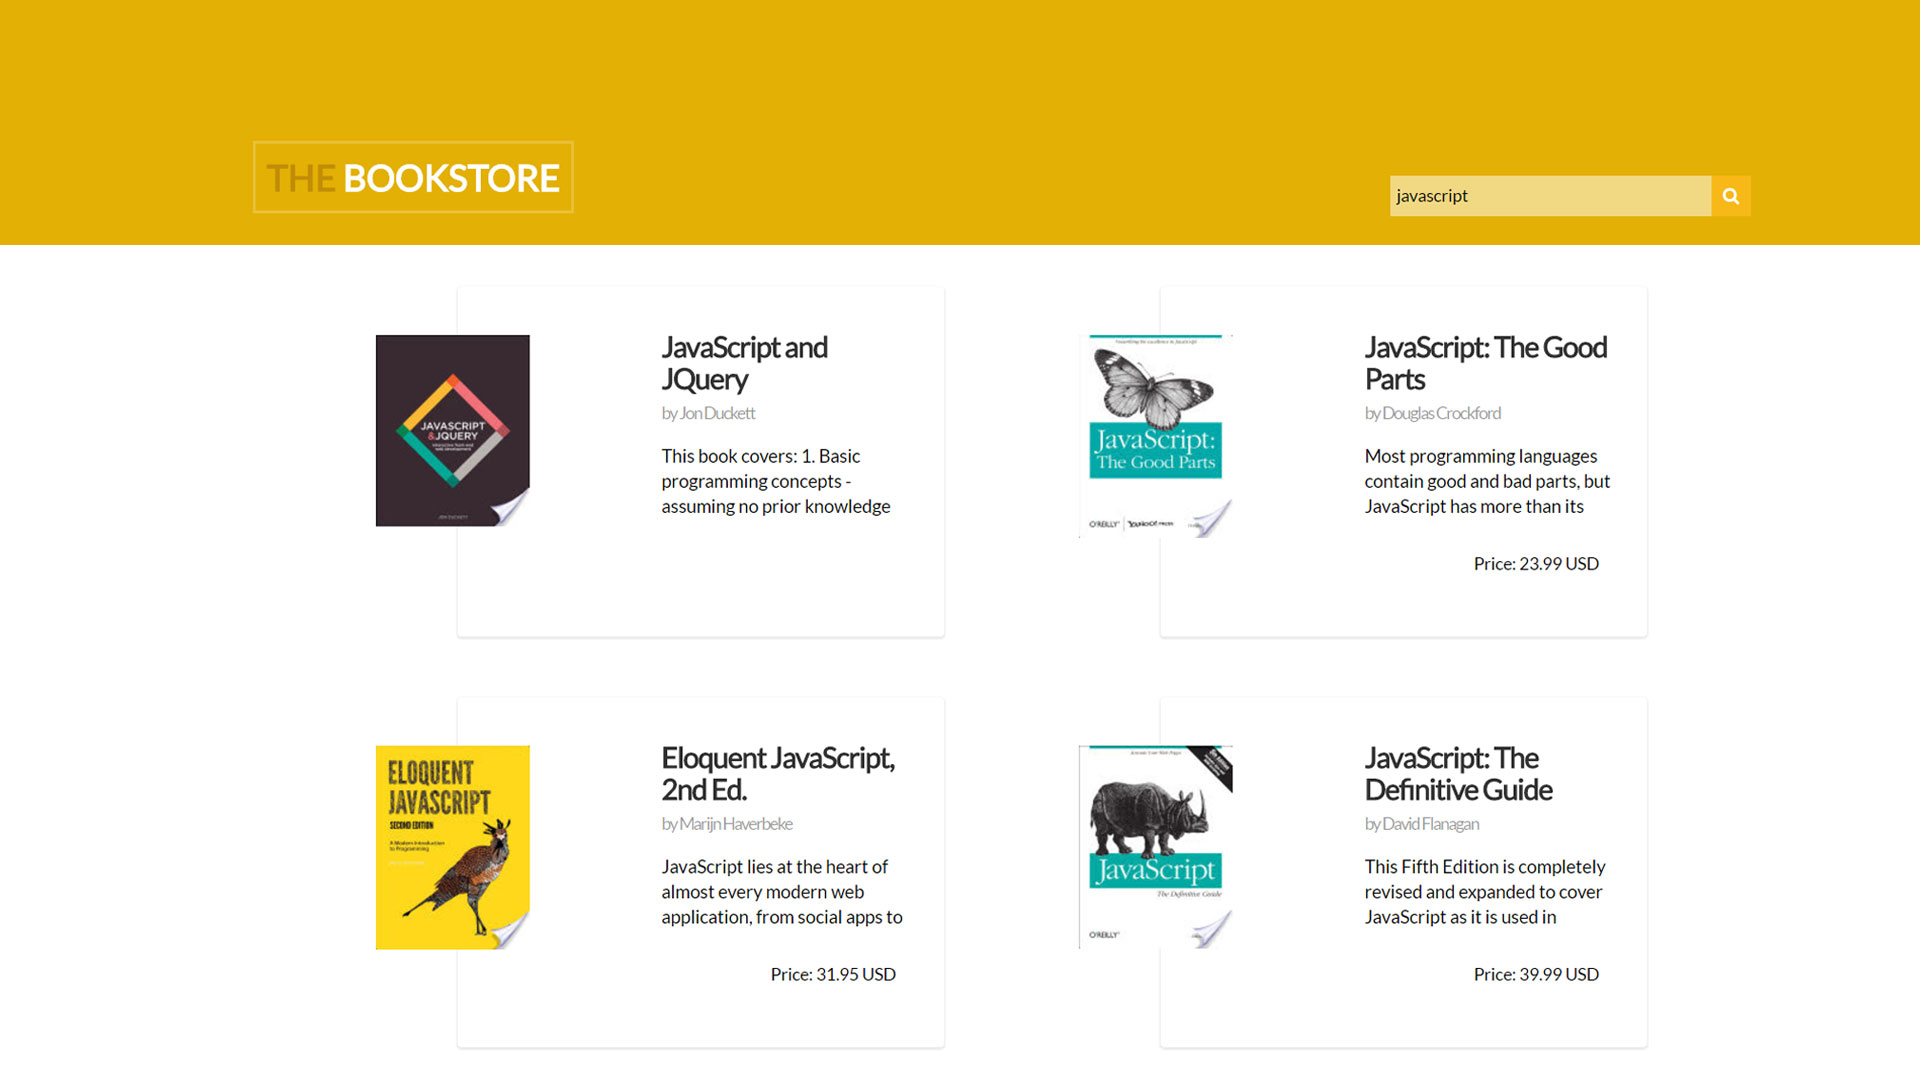 THE BOOKSTORE
javascript
JAVASCRIPT
&JQUERY
JON DUCKETT
JavaScript and
JQuery
by Jon Duckett
This book covers: 1. Basic
programming concepts -
assuming no prior knowledge
JavaScript:
The Good Parts
O'REILLY
YAHOO! PRESS
JavaScript: The Good
Parts
by Douglas Crockford
Most programming languages
contain good and bad parts, but
JavaScript has more than its
Price: 23.99 USD
ELOQUENT
JAVASCRIPT
SECOND EDITION
A Modern Introduction
to Programming
Eloquent JavaScript,
2nd Ed.
by Marijn Haverbeke
JavaScript lies at the heart of
almost every modern web
application, from social apps to
Price: 31.95 USD
JavaScript
The Definitive Guide
O'REILLY
JavaScript: The
Definitive Guide
by David Flanagan
This Fifth Edition is completely
revised and expanded to cover
JavaScript as it is used in
Price: 39.99 USD